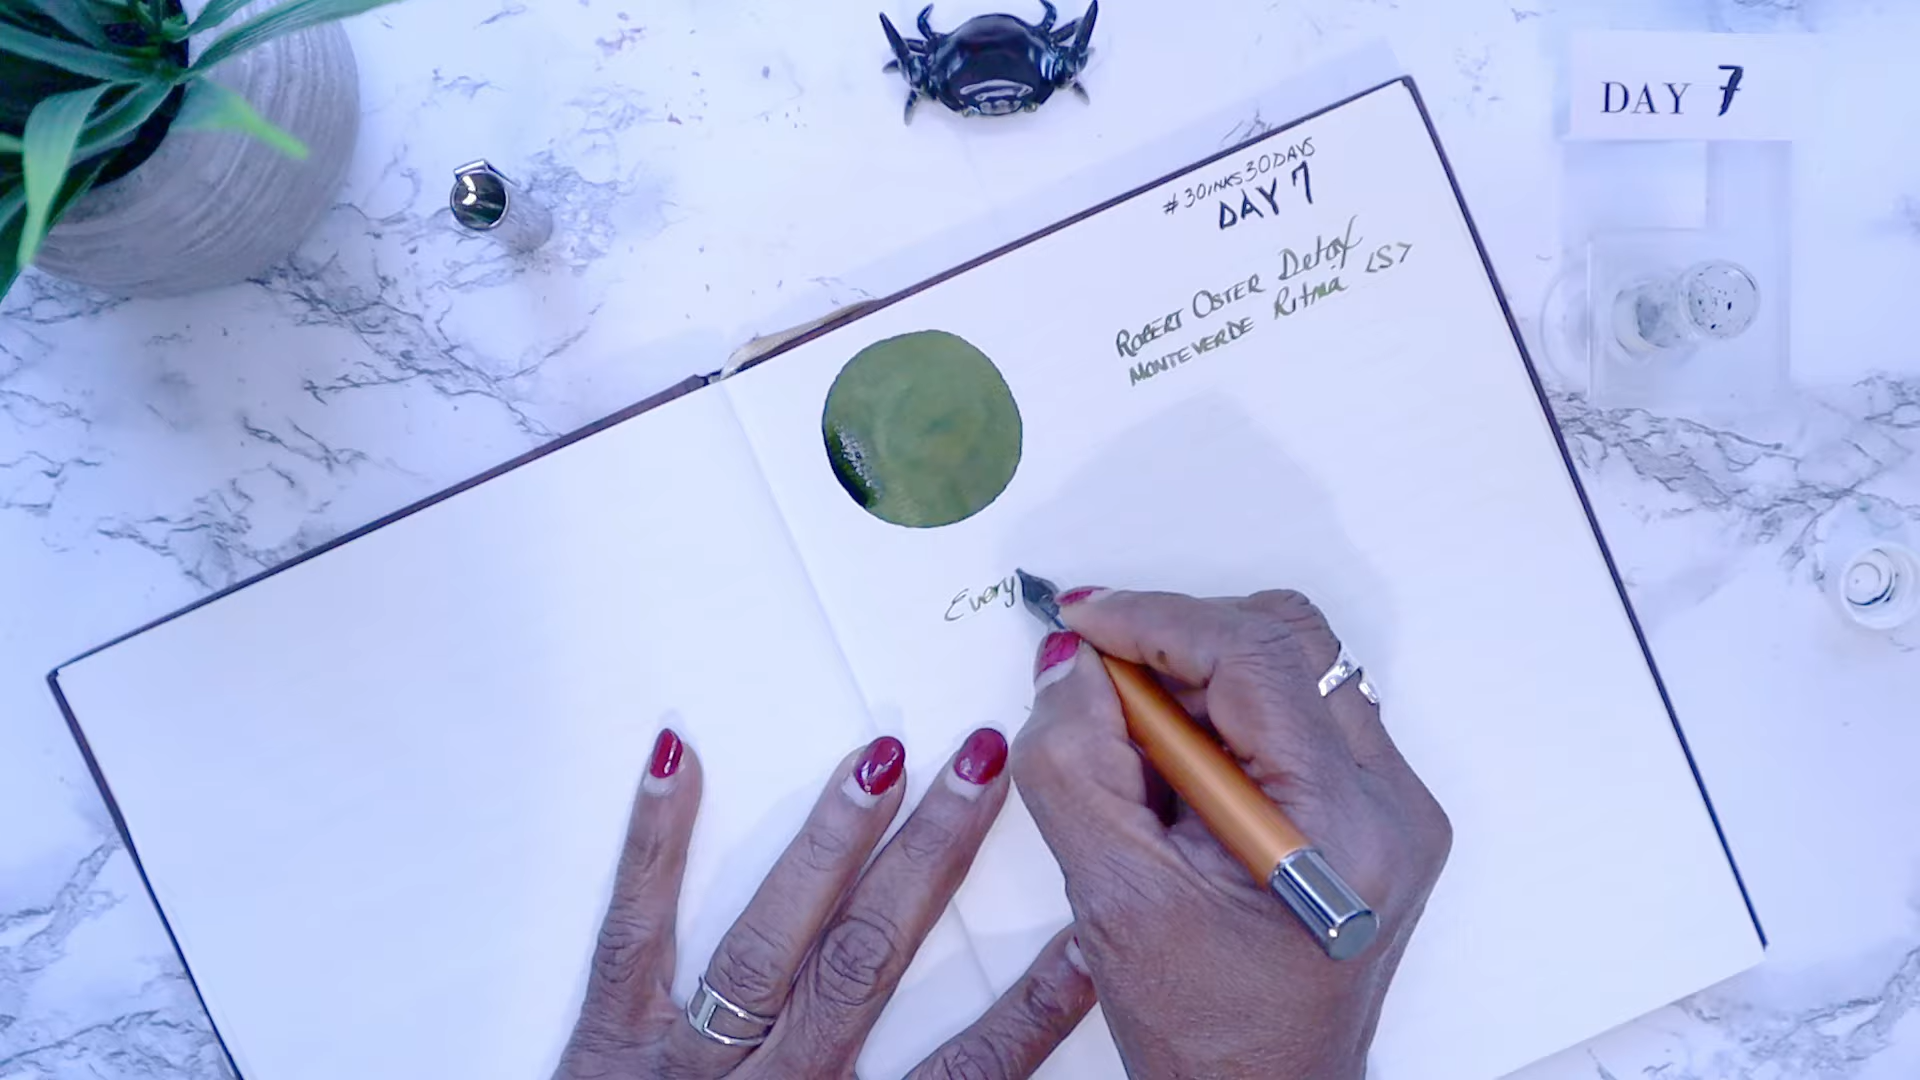 DAY 7
#30INKS30DAYS
DAY 7
ROBERT OSTER Detox
MONTEVERDE Ritma <S>
Every